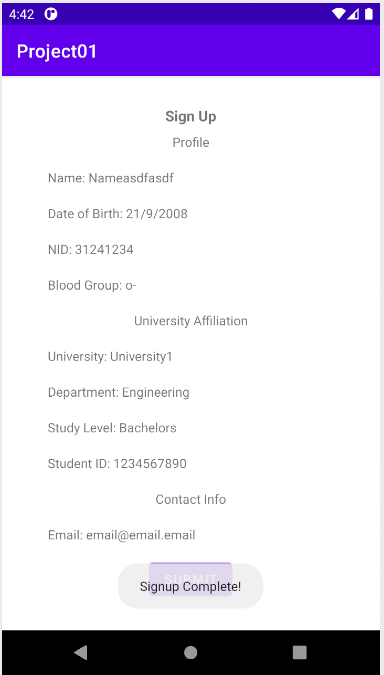 4:42
Project01
Sign Up
Profile
Name: Nameasdfasdf
Date of Birth: 21/9/2008
NID: 31241234
Blood Group: o-
University Affiliation
University: University1
Department: Engineering
Study Level: Bachelors
Student ID: 1234567890
Contact Info
Email: email@email.email
SUBMIT
Signup Complete!